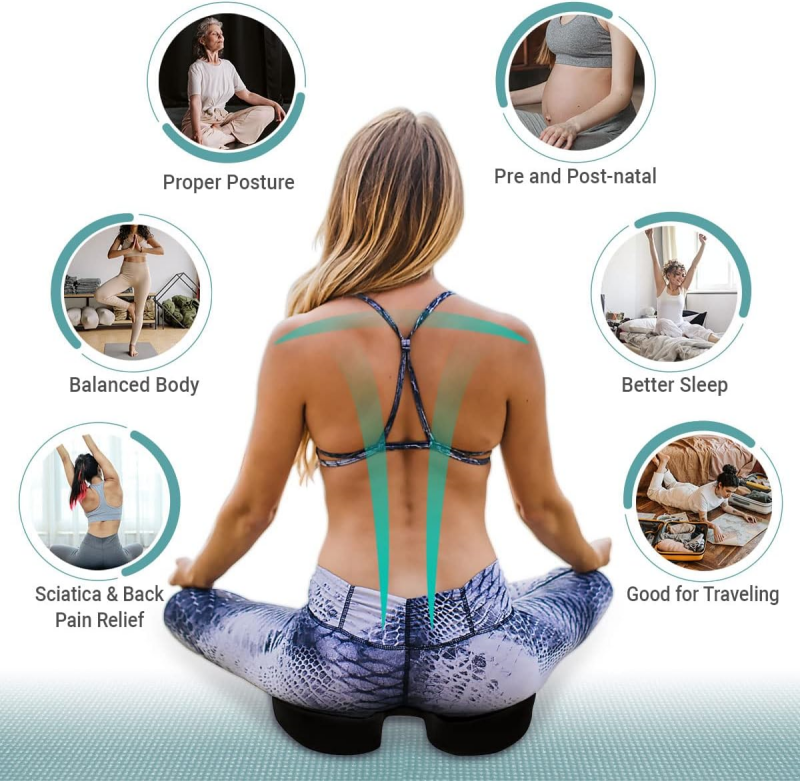 Proper Posture
Pre and Post-natal
Balanced Body
Better Sleep
Sciatica & Back
Pain Relief
Good for Traveling